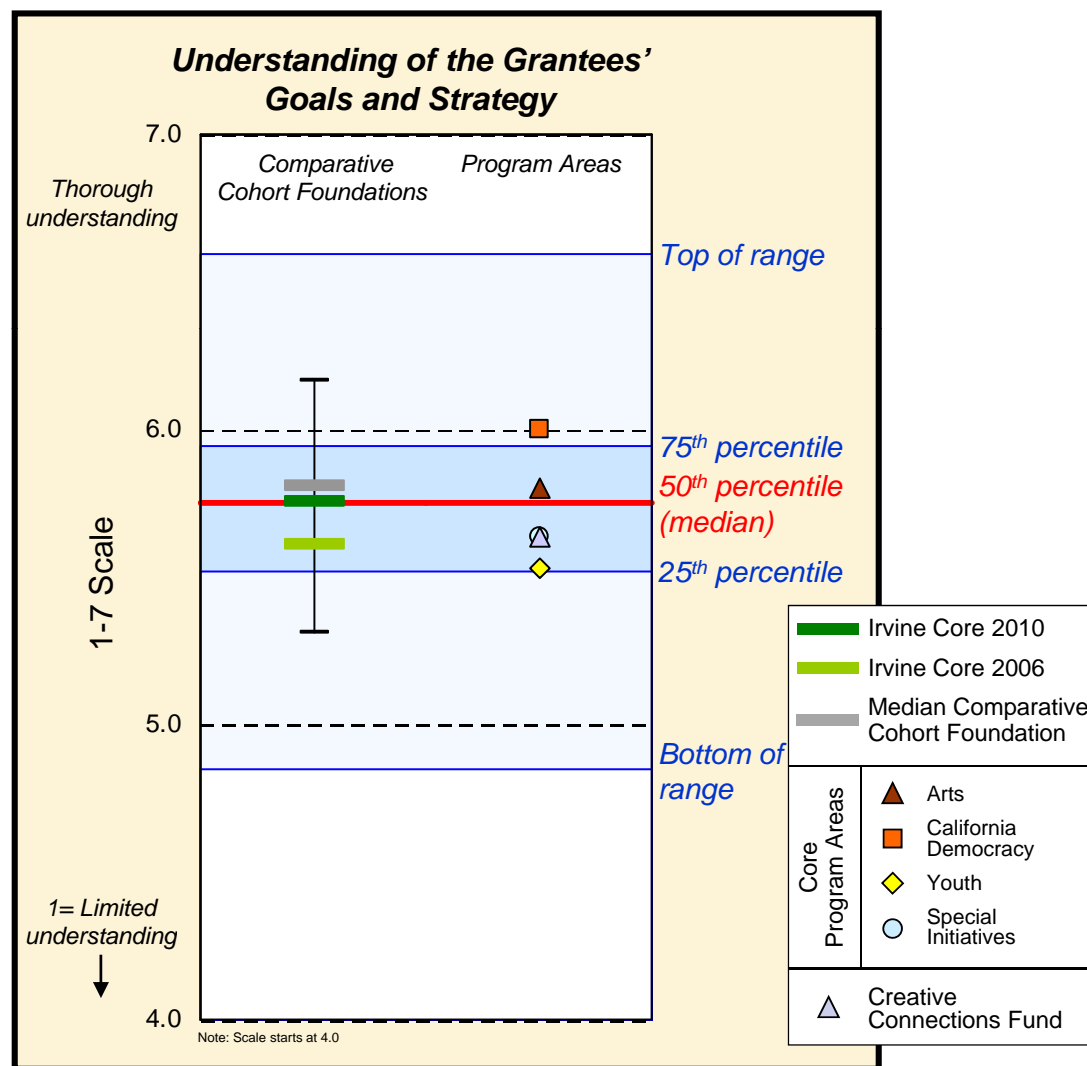 Understanding of the Grantees’
Goals and Strategy
7.0
Comparative
Cohort Foundations
Program Areas
Thorough
understanding
Top of range
6.0
75th percentile
50th percentile
(median)
25th percentile
1-7 Scale
5.0
Bottom of
range
1= Limited
understanding
4.0
Note: Scale starts at 4.0
Irvine Core 2010
Irvine Core 2006
Median Comparative
Cohort Foundation
Core
Program Areas
Arts
California
Democracy
Youth
Special
Initiatives
Creative
Connections Fund